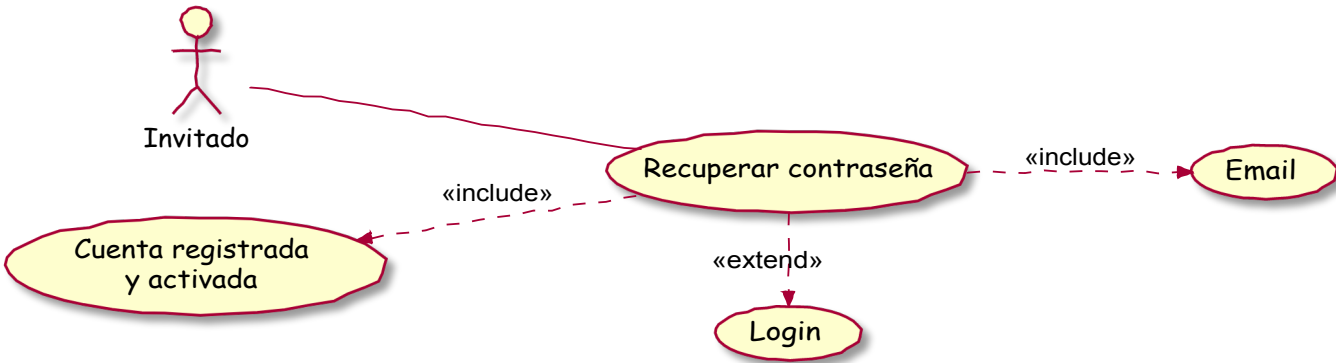 Invitado
Recuperar contraseña
«include»
Email
«include»
Cuenta registrada
y activada
«extend»
Login